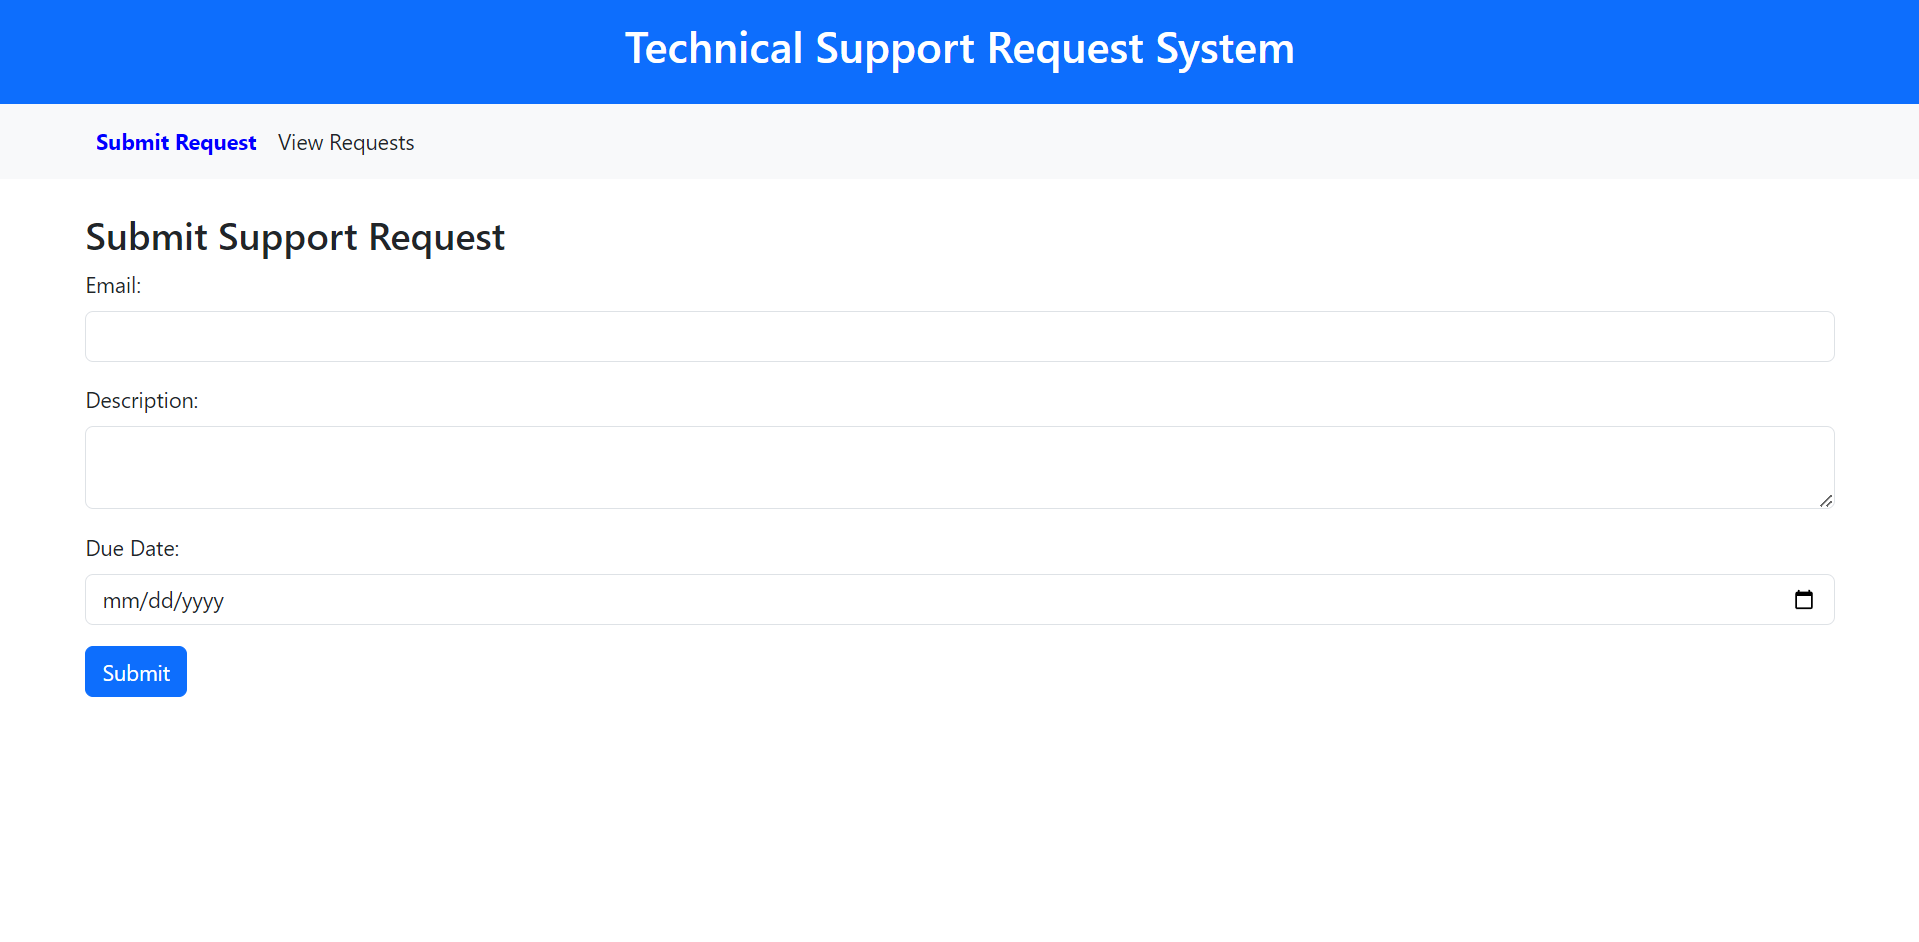 Technical Support Request System
Submit Request View Requests
Submit Support Request
Email:
Description:
Due Date:
mm/dd/yyyy
Submit